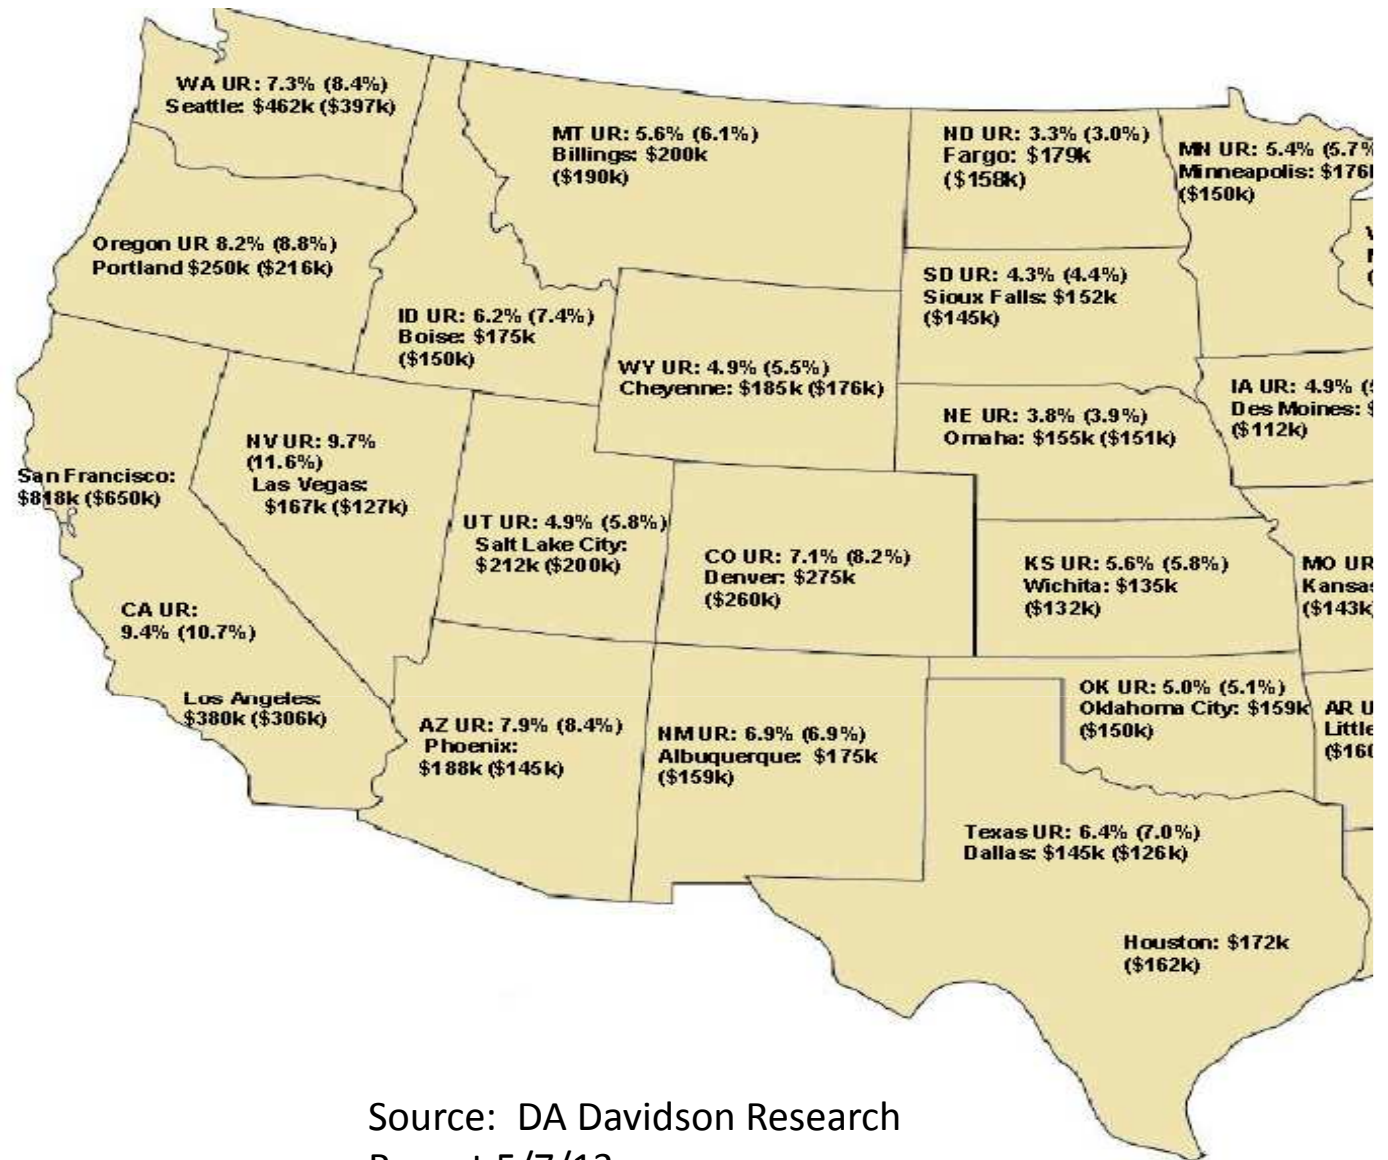 WA UR: 7.3% (8.4%)
Seattle: $462k ($397k)
MT UR: 5.6% (6.1%)
Billings: $200k
($190k)
ND UR: 3.3% (3.0%)
Fargo: $179k
($158k)
MN UR: 5.4% (5.7%
Minneapolis: $176
($150k)
Oregon UR 8.2% (8.8%)
Portland $250k ($216k)
ID UR: 6.2% (7.4%)
Boise: $175k
($150k)
SD UR: 4.3% (4.4%)
Sioux Falls: $152k
($145k)
WY UR: 4.9% (5.5%)
Cheyenne: $185k ($176k)
IA UR: 4.9% (
Des Moines: $
($112k)
NE UR: 3.8% (3.9%)
Omaha: $155k ($151k)
NV UR: 9.7%
(11.6%)
Las Vegas:
$167k ($127k)
San Francisco:
$818k ($650k)
UT UR: 4.9% (5.8%)
Salt Lake City:
$212k ($200k)
CO UR: 7.1% (8.2%)
Denver: $275k
($260k)
KS UR: 5.6% (5.8%)
Wichita: $135k
($132k)
MO UR
Kansas
($143k
CA UR:
9.4% (10.7%)
Los Angeles:
$380k ($306k)
AZ UR: 7.9% (8.4%)
Phoenix:
$188k ($145k)
NM UR: 6.9% (6.9%)
Albuquerque: $175k
($159k)
OK UR: 5.0% (5.1%)
Oklahoma City: $159k
($150k)
AR U
Little
($160
Texas UR: 6.4% (7.0%)
Dallas: $145k ($126k)
Houston: $172k
($162k)
Source: DA Davidson Research